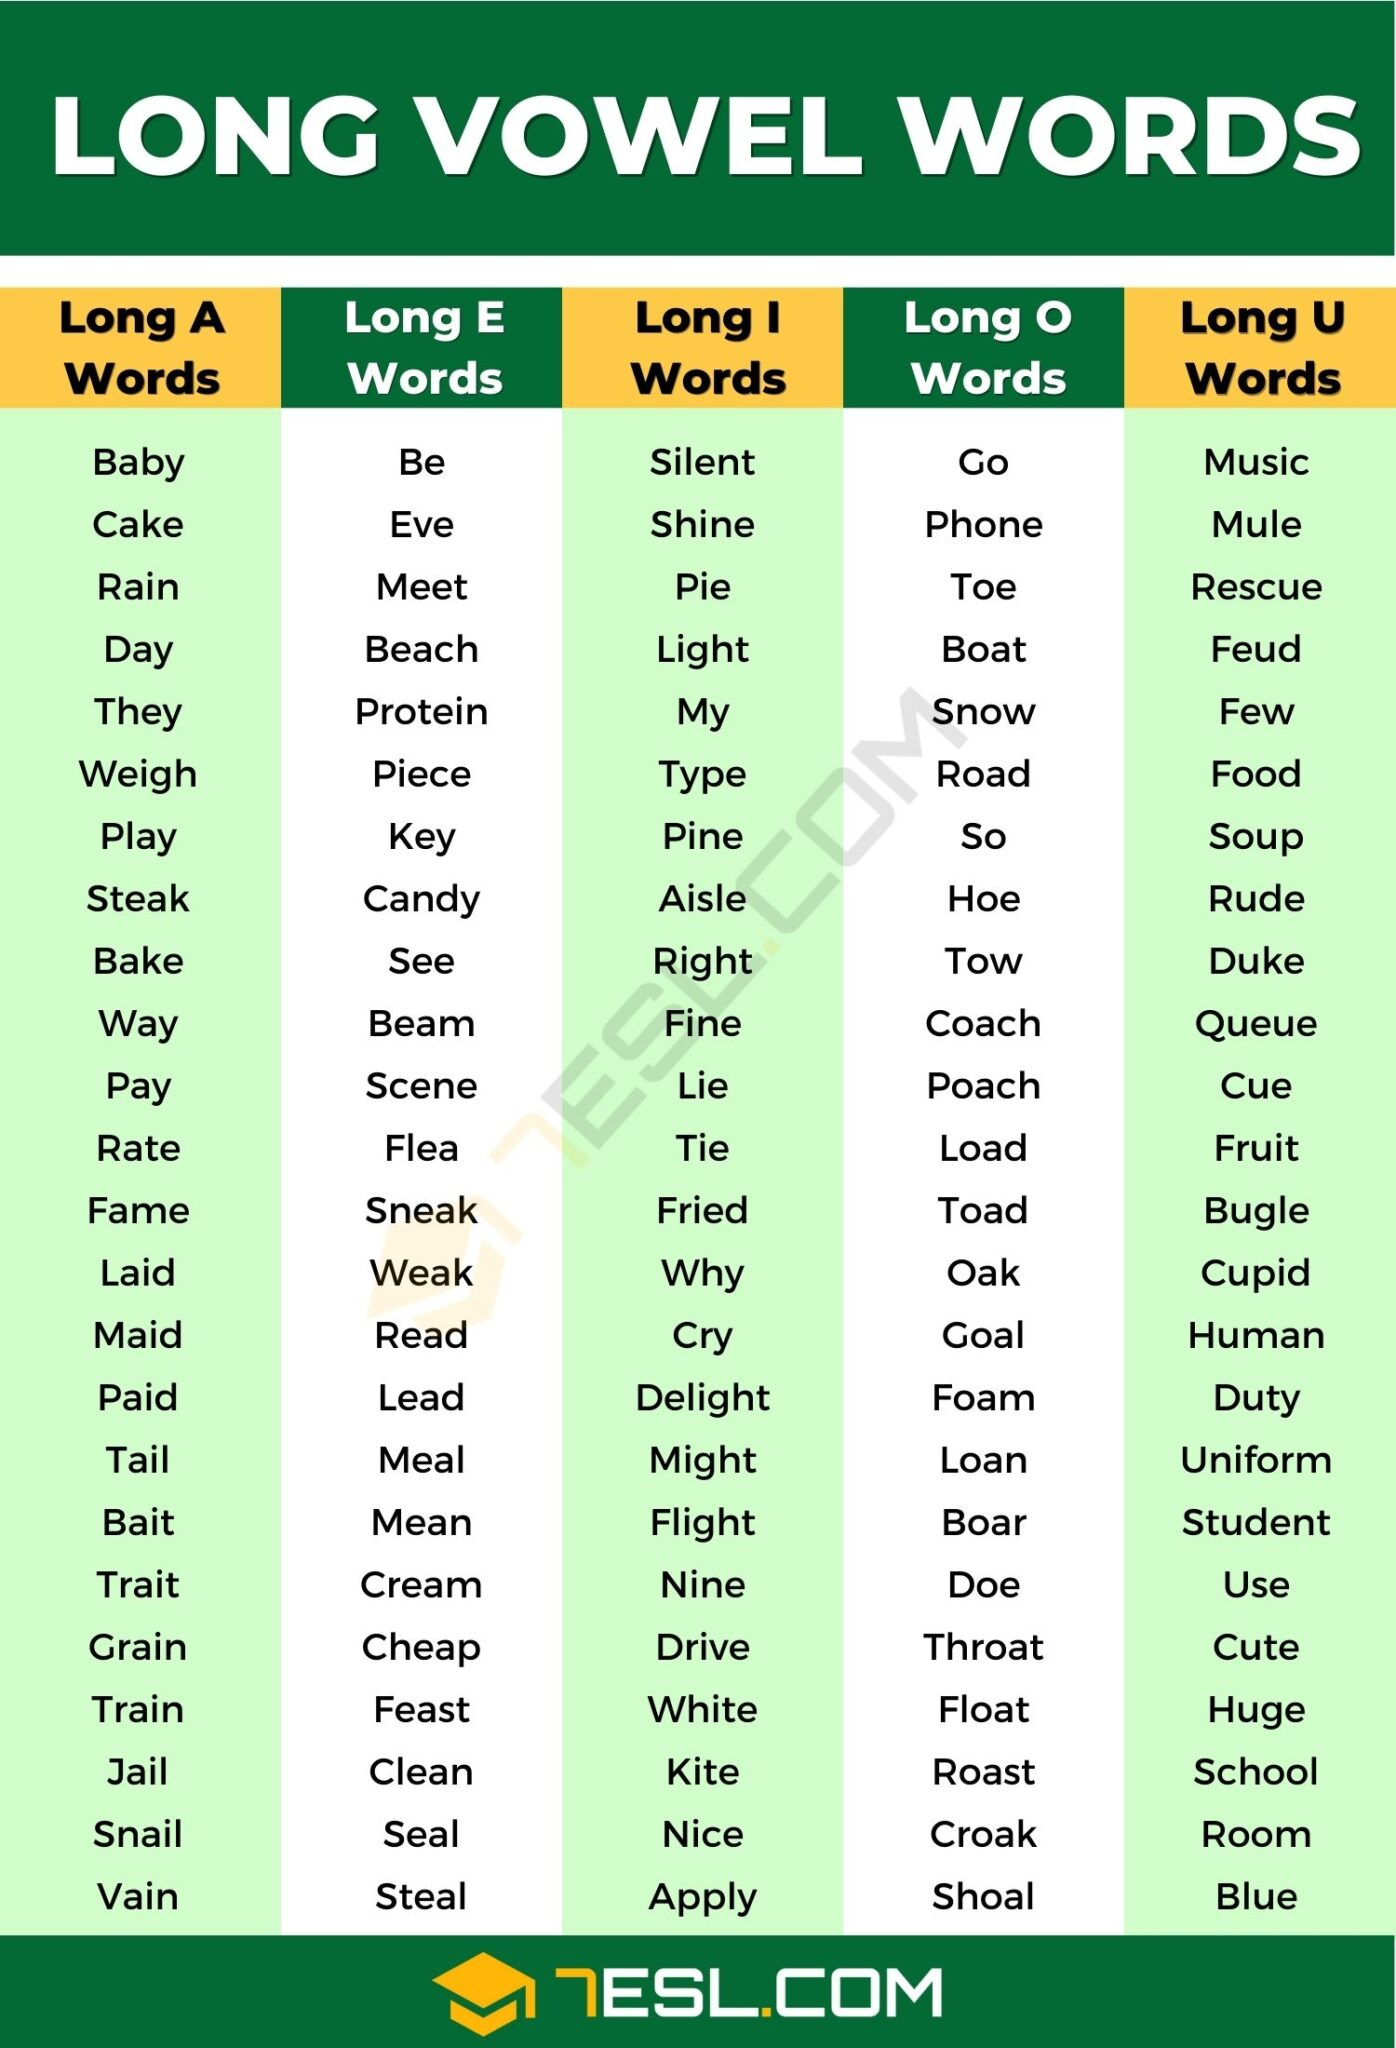 LONG VOWEL WORDS
Long A Words Long E Words Long I Words Long O Words Long U Words
Baby Be Silent Go Music
Cake Eve Shine Phone Mule
Rain Meet Pie Toe Rescue
Day Beach Light Boat Feud
They Protein My Snow Few
Weigh Piece Type Road Food
Play Key Pine So Soup
Steak Candy Aisle Hoe Rude
Bake See Right Tow Duke
Way Beam Fine Coach Queue
Pay Scene Lie Poach Cue
Rate Flea Tie Load Fruit
Fame Sneak Fried Toad Bugle
Laid Weak Why Oak Cupid
Maid Read Cry Goal Human
Paid Lead Delight Foam Duty
Tail Meal Might Loan Uniform
Bait Mean Flight Boar Student
Trait Cream Nine Doe Use
Grain Cheap Drive Throat Cute
Train Feast White Float Huge
Jail Clean Kite Roast School
Snail Seal Nice Croak Room
Vain Steal Apply Shoal Blue
7ESL.COM
7ESL.COM